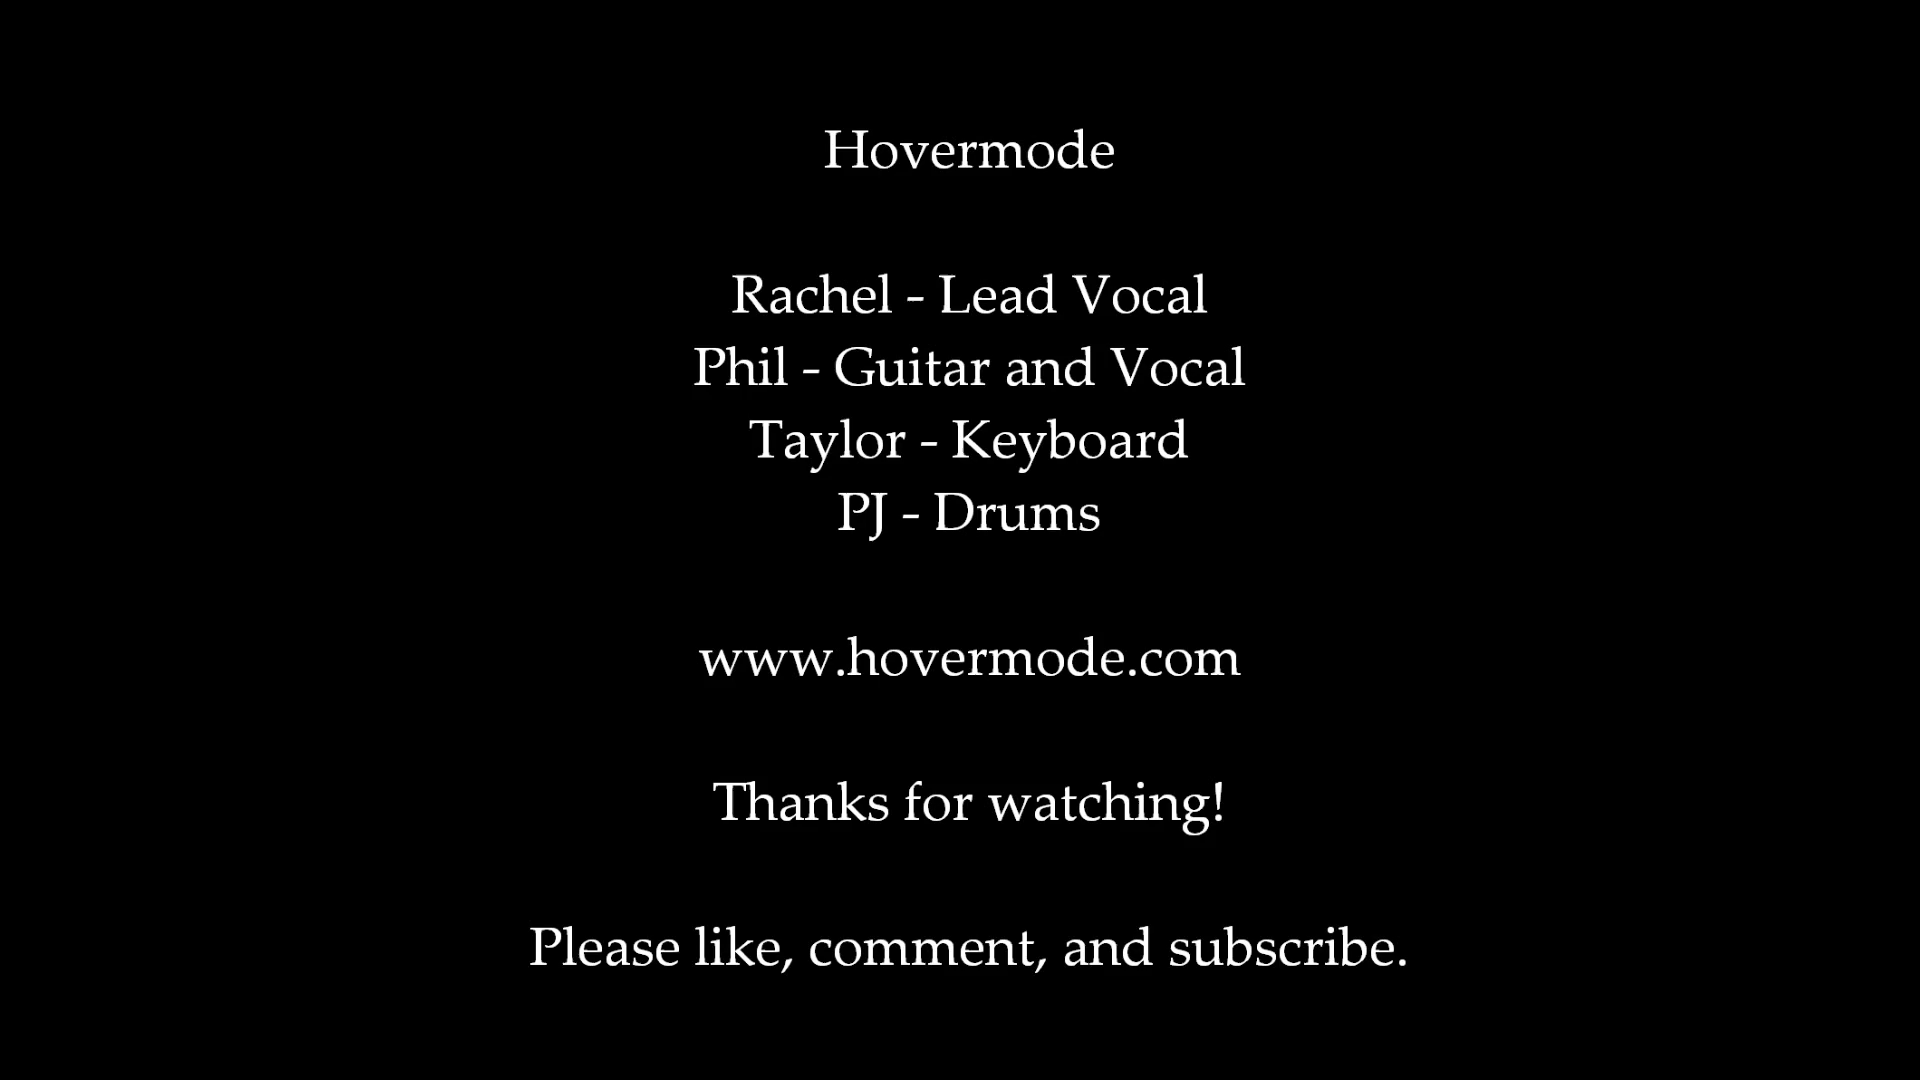 Hovermode
Rachel - Lead Vocal
Phil - Guitar and Vocal
Taylor - Keyboard
PJ - Drums
www.hovermode.com
Thanks for watching!
Please like, comment, and subscribe.